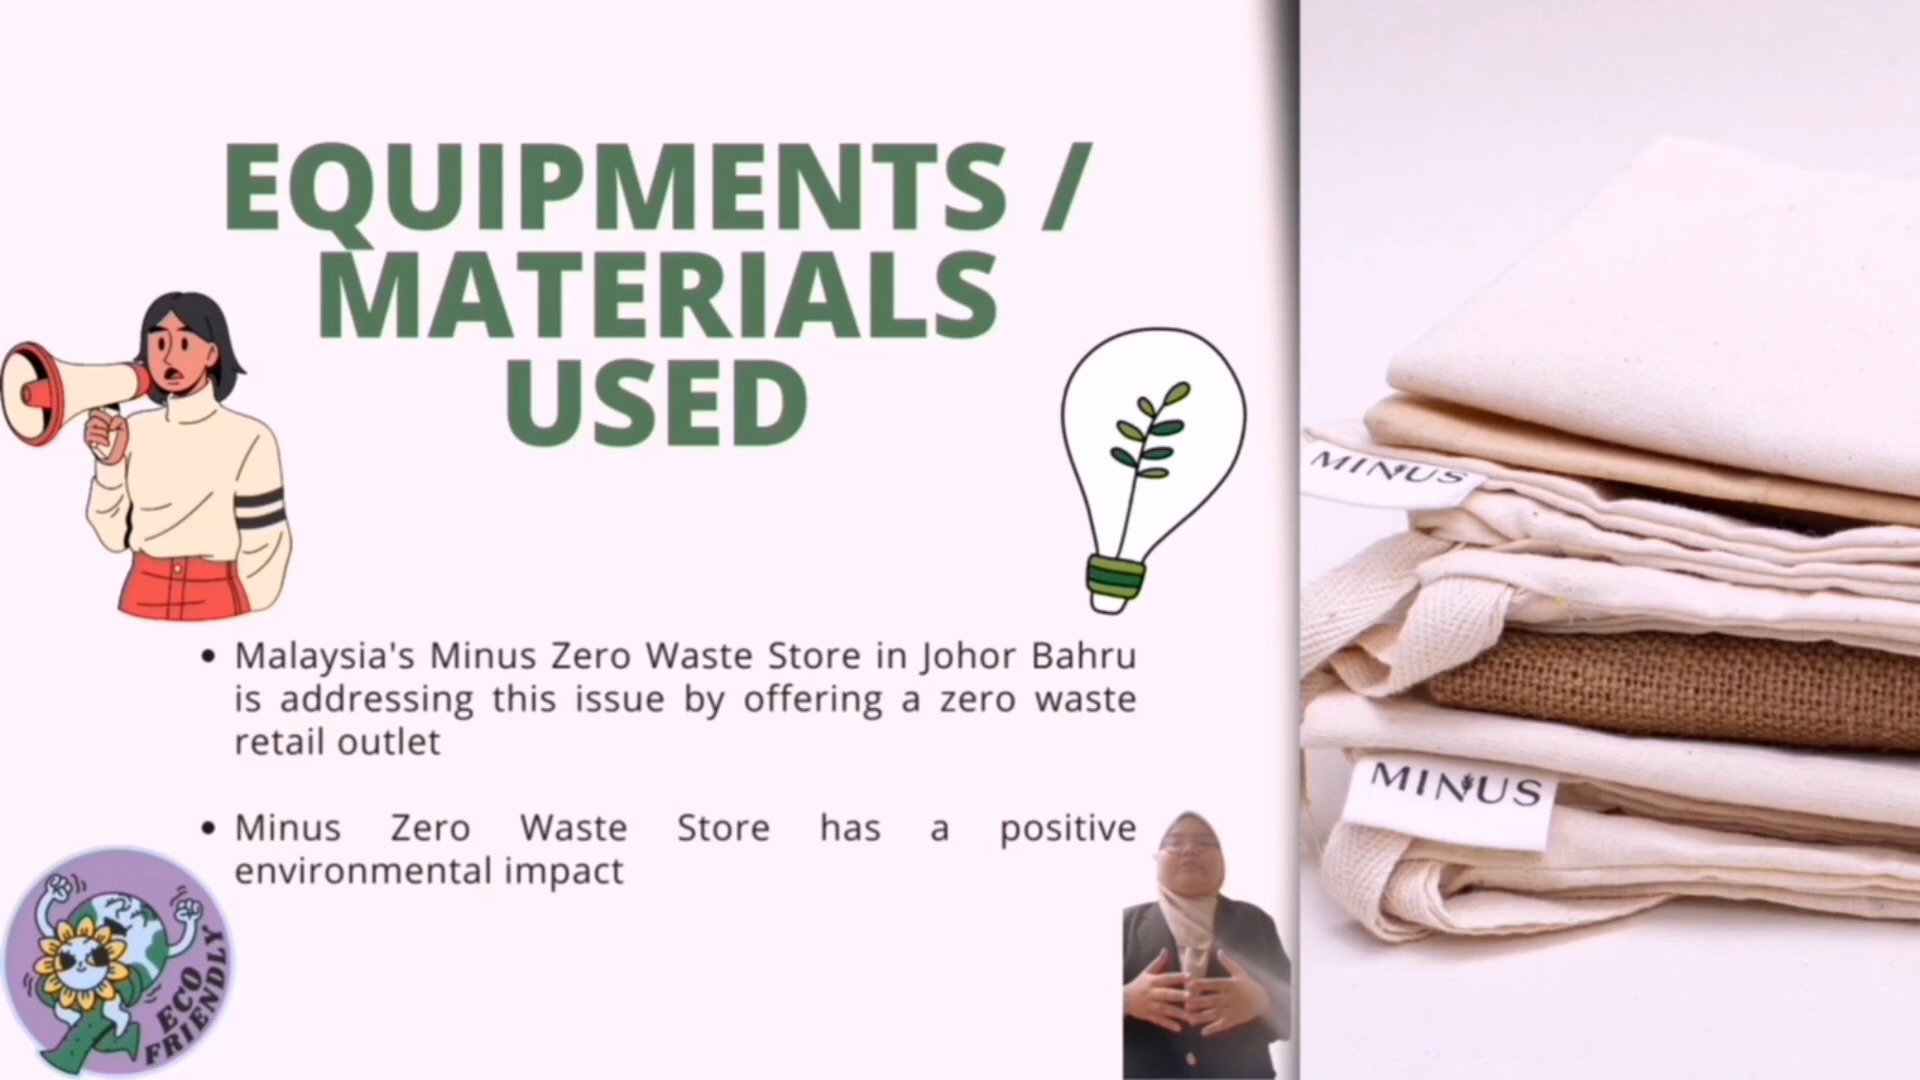 EQUIPMENTS /
MATERIALS
USED
• Malaysia's Minus Zero Waste Store in Johor Bahru
is addressing this issue by offering a zero waste
retail outlet
• Minus Zero Waste Store has a positive
environmental impact
ECO
FRIENDLY
MINUS
MINUS